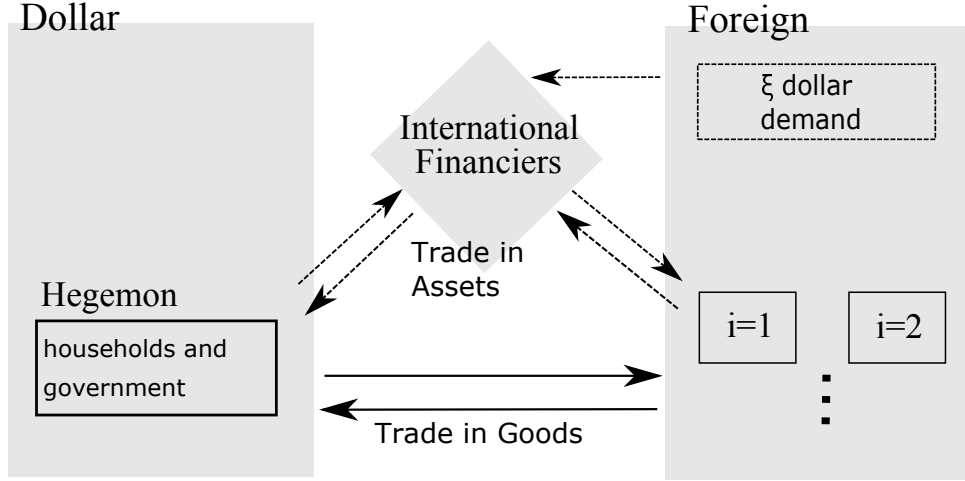 Dollar
Foreign
ξ dollar
demand
International
Financiers
Trade in
Assets
Hegemon
households and
government
i=1
i=2
Trade in Goods